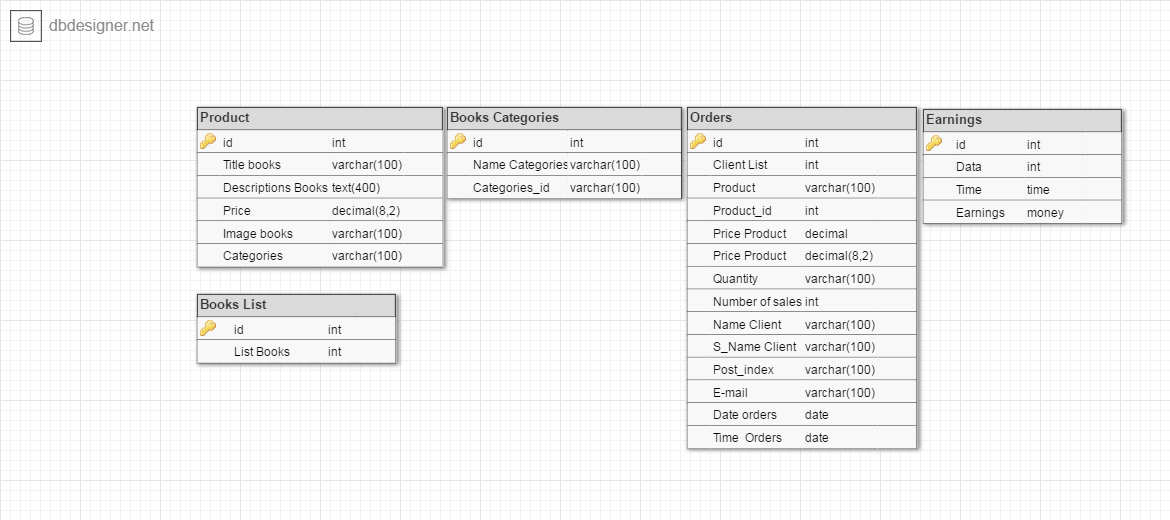 dbdesigner.net
Product
id int
Title books varchar(100)
Descriptions Books text(400)
Price decimal(8,2)
Image books varchar(100)
Categories varchar(100)
Books Categories
id int
Name Categories varchar(100)
Categories_id varchar(100)
Orders
id int
Client List int
Product varchar(100)
Product_id int
Price Product decimal
Price Product decimal(8,2)
Quantity varchar(100)
Number of sales int
Name Client varchar(100)
S_Name Client varchar(100)
Post_index varchar(100)
E-mail varchar(100)
Date orders date
Time Orders date
Earnings
id int
Data int
Time time
Earnings money
Books List
id int
List Books int